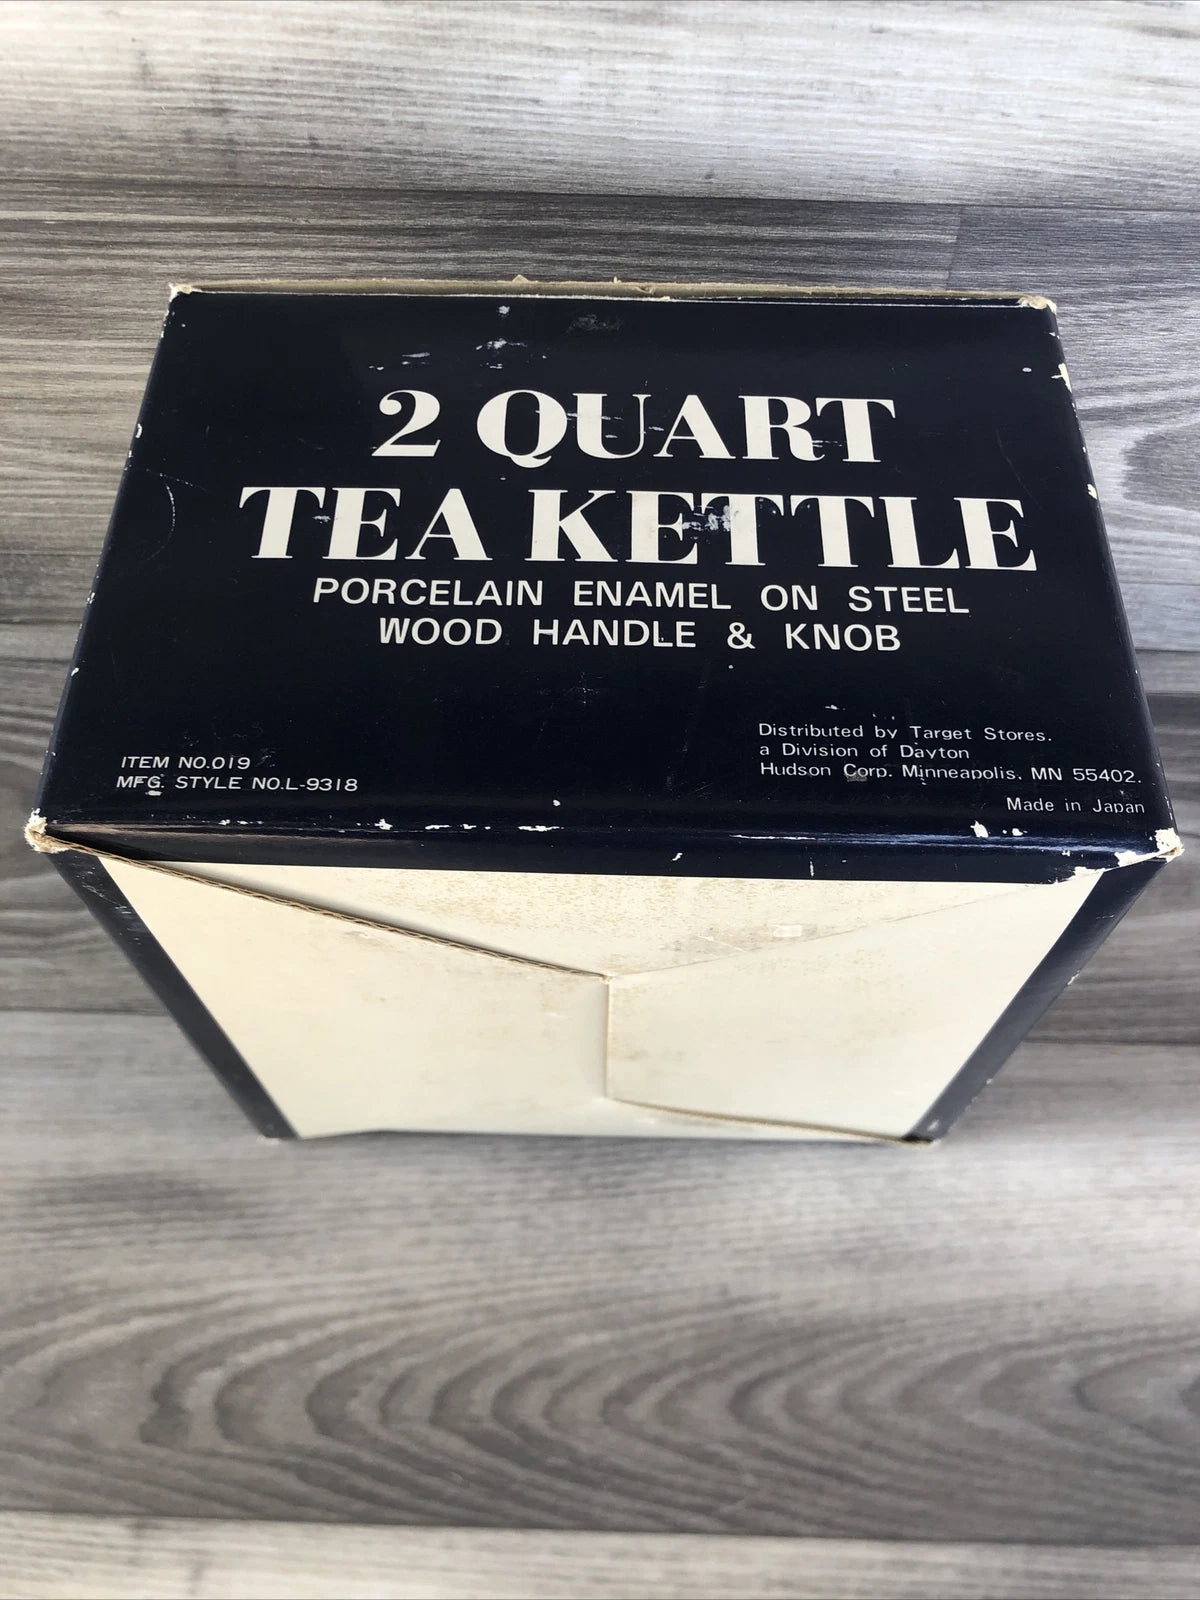 2 QUART
TEA KETTLE
PORCELAIN ENAMEL ON STEEL
WOOD HANDLE & KNOB
ITEM NO.019
MFG. STYLE NO.L-9318
Distributed by Target Stores.
a Division of Dayton
Hudson Corp. Minneapolis. MN 55402.
Made in Japan